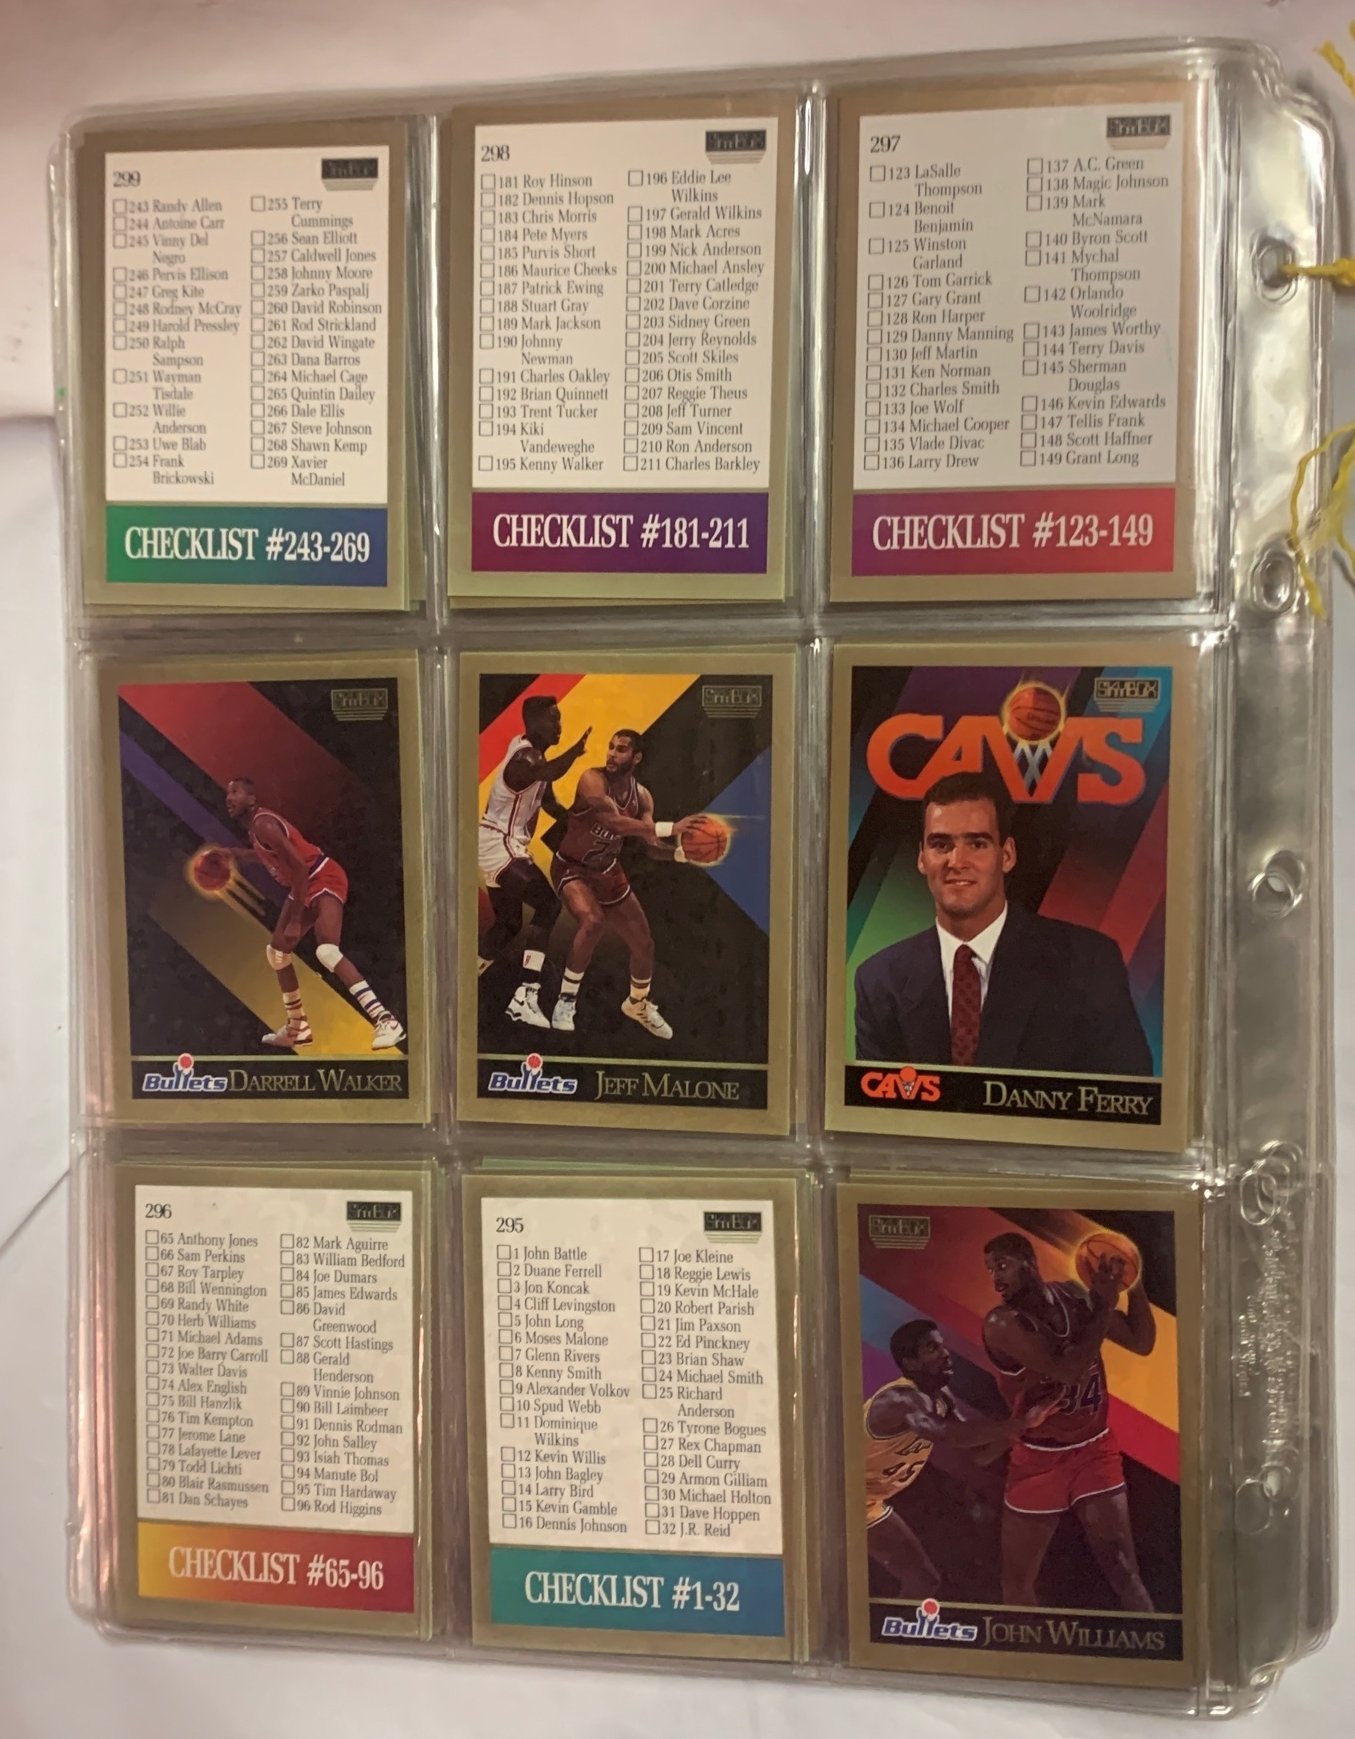 299
SKYBOX
243 Randy Allen
244 Antoine Carr
245 Vinny Del
Negro
246 Pervis Ellison
247 Greg Kite
248 Rodney McCray
249 Harold Pressley
250 Ralph
Sampson
251 Wayman
Tisdale
252 Willie
Anderson
253 Uwe Blab
254 Frank
Brickowski
255 Terry
Cummings
256 Sean Elliott
257 Caldwell Jones
258 Johnny Moore
259 Zarko Paspalj
260 David Robinson
261 Rod Strickland
262 David Wingate
263 Dana Barros
264 Michael Cage
265 Quintin Dailey
266 Dale Ellis
267 Steve Johnson
268 Shawn Kemp
269 Xavier
McDaniel
CHECKLIST #243-269
298
SKYBOX
181 Roy Hinson
182 Dennis Hopson
183 Chris Morris
184 Pete Myers
185 Purvis Short
186 Maurice Cheeks
187 Patrick Ewing
188 Stuart Gray
189 Mark Jackson
190 Johnny
Newman
191 Charles Oakley
192 Brian Quinnett
193 Trent Tucker
194 Kiki
Vandeweghe
195 Kenny Walker
196 Eddie Lee
Wilkins
197 Gerald Wilkins
198 Mark Acres
199 Nick Anderson
200 Michael Ansley
201 Terry Catledge
202 Dave Corzine
203 Sidney Green
204 Jerry Reynolds
205 Scott Skiles
206 Otis Smith
207 Reggie Theus
208 Jeff Turner
209 Sam Vincent
210 Ron Anderson
211 Charles Barkley
CHECKLIST #181-211
297
SKYBOX
123 LaSalle
Thompson
124 Benoit
Benjamin
125 Winston
Garland
126 Tom Garrick
127 Gary Grant
128 Ron Harper
129 Danny Manning
130 Jeff Martin
131 Ken Norman
132 Charles Smith
133 Joe Wolf
134 Michael Cooper
135 Vlade Divac
136 Larry Drew
137 A.C. Green
138 Magic Johnson
139 Mark
McNamara
140 Byron Scott
141 Mychal
Thompson
142 Orlando
Woolridge
143 James Worthy
144 Terry Davis
145 Sherman
Douglas
146 Kevin Edwards
147 Tellis Frank
148 Scott Haffner
149 Grant Long
CHECKLIST #123-149
SKYBOX
Bullets DARRELL WALKER
SKYBOX
Bullets JEFF MALONE
SKYBOX
CAVS
CAVS DANNY FERRY
296
SKYBOX
65 Anthony Jones
66 Sam Perkins
67 Roy Tarpley
68 Bill Wennington
69 Randy White
70 Herb Williams
71 Michael Adams
72 Joe Barry Carroll
73 Walter Davis
74 Alex English
75 Bill Hanzlik
76 Tim Kempton
77 Jerome Lane
78 Lafayette Lever
79 Todd Lichti
80 Blair Rasmussen
81 Dan Schayes
82 Mark Aguirre
83 William Bedford
84 Joe Dumars
85 James Edwards
86 David
Greenwood
87 Scott Hastings
88 Gerald
Henderson
89 Vinnie Johnson
90 Bill Laimbeer
91 Dennis Rodman
92 John Salley
93 Isiah Thomas
94 Manute Bol
95 Tim Hardaway
96 Rod Higgins
CHECKLIST #65-96
295
SKYBOX
1 John Battle
2 Duane Ferrell
3 Jon Koncak
4 Cliff Levingston
5 John Long
6 Moses Malone
7 Glenn Rivers
8 Kenny Smith
9 Alexander Volkov
10 Spud Webb
11 Dominique
Wilkins
12 Kevin Willis
13 John Bagley
14 Larry Bird
15 Kevin Gamble
16 Dennis Johnson
17 Joe Kleine
18 Reggie Lewis
19 Kevin McHale
20 Robert Parish
21 Jim Paxson
22 Ed Pinckney
23 Brian Shaw
24 Michael Smith
25 Richard
Anderson
26 Tyrone Bogues
27 Rex Chapman
28 Dell Curry
29 Armon Gilliam
30 Michael Holton
31 Dave Hoppen
32 J.R. Reid
CHECKLIST #1-32
SKYBOX
34
45
Bullets JOHN WILLIAMS